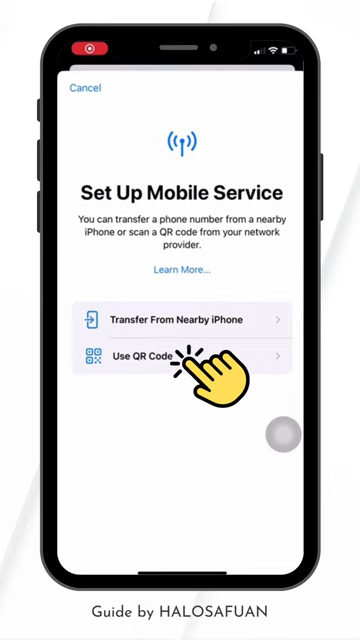 Cancel
Set Up Mobile Service
You can transfer a phone number from a nearby
iPhone or scan a QR code from your network
provider.
Learn More...
Transfer From Nearby iPhone
Use QR Code
Guide by HALOSAFUAN